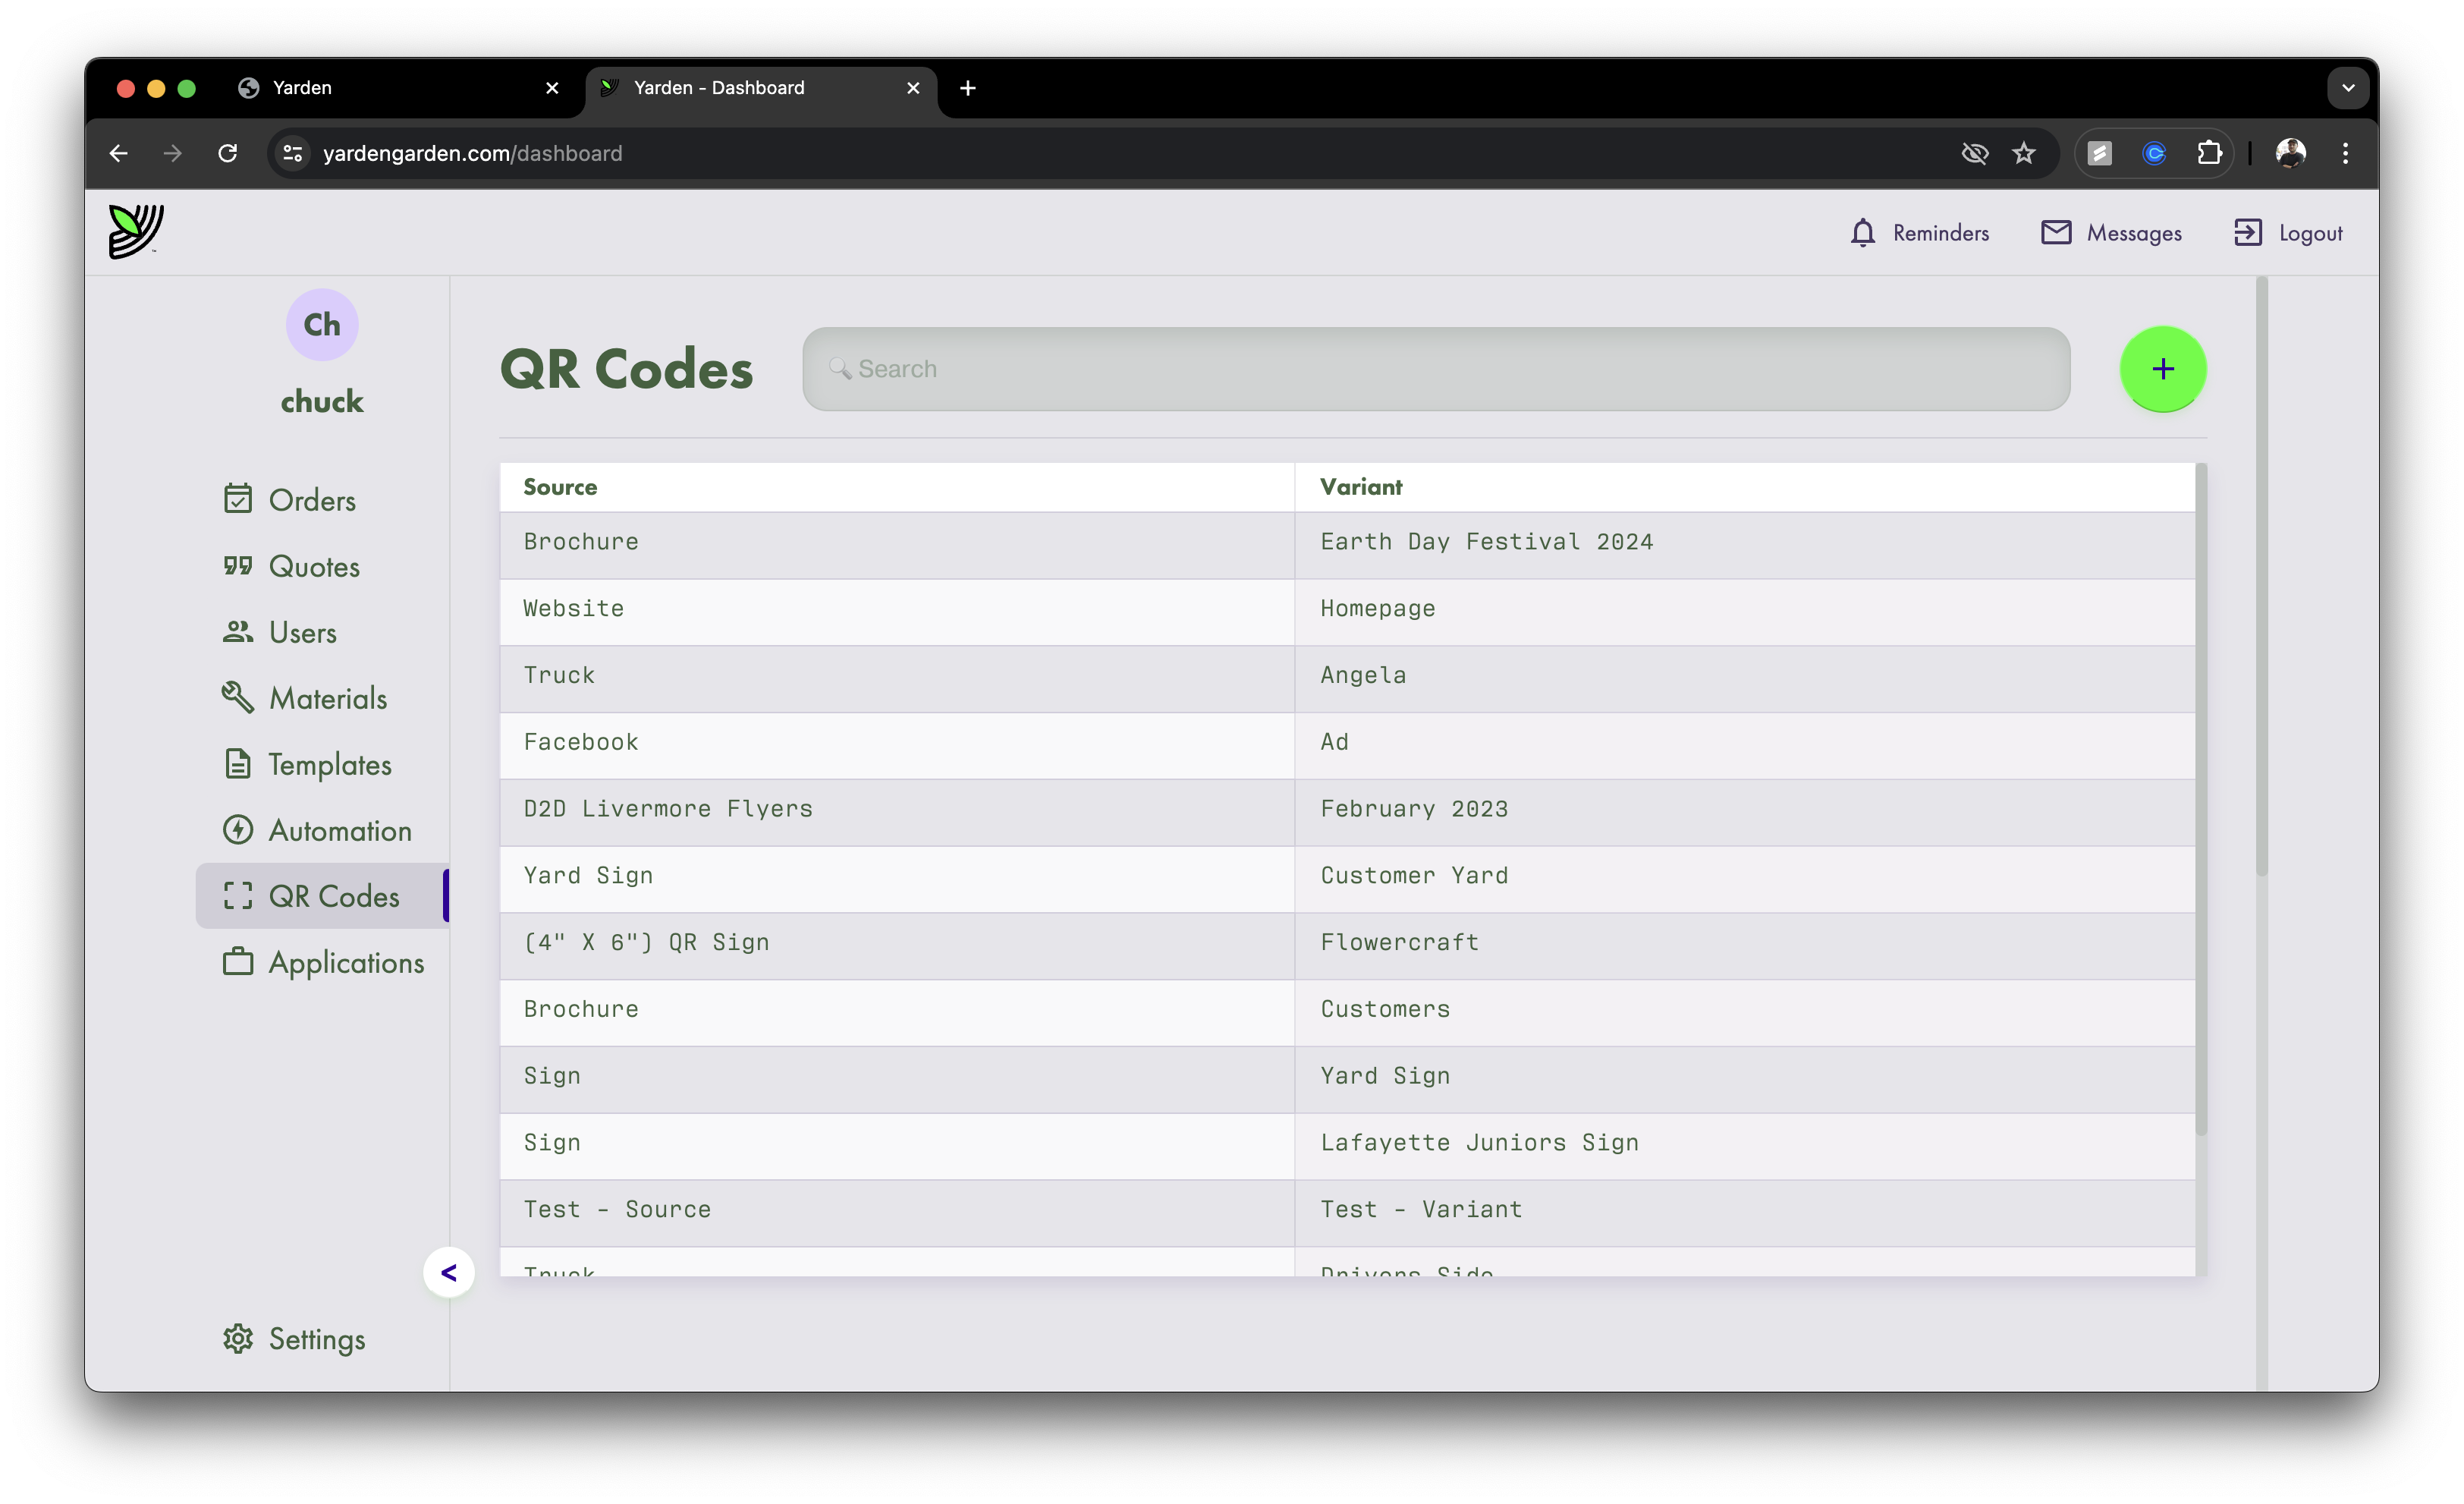 Yarden
Yarden - Dashboard
yardengarden.com/dashboard
Reminders
Messages
Logout
Ch
chuck
Orders
Quotes
Users
Materials
Templates
Automation
QR Codes
Applications
Settings
QR Codes
Search
+
Source Variant
Brochure Earth Day Festival 2024
Website Homepage
Truck Angela
Facebook Ad
D2D Livermore Flyers February 2023
Yard Sign Customer Yard
(4" X 6") QR Sign Flowercraft
Brochure Customers
Sign Yard Sign
Sign Lafayette Juniors Sign
Test - Source Test - Variant
Truck Drivers Side
<